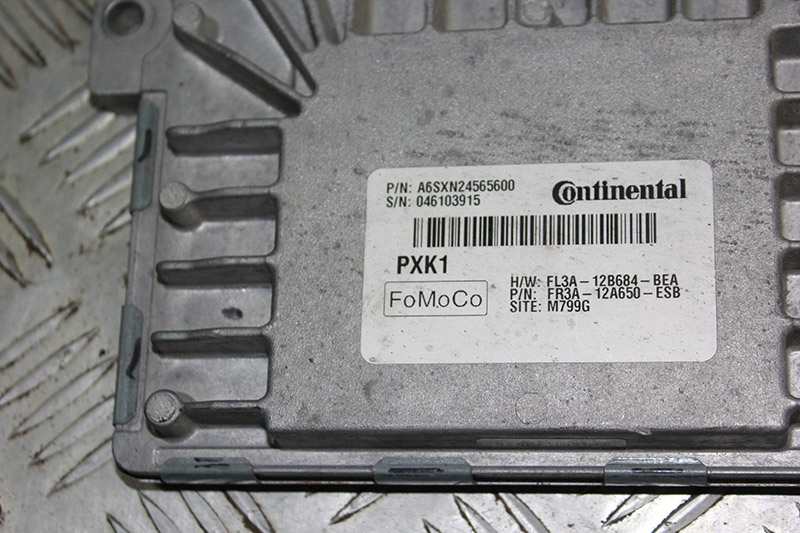 P/N: A6SXN24565600
S/N: 046103915
Continental
PXK1
FoMoCo
H/W: FL3A-12B684-BEA
P/N: FR3A-12A650-ESB
SITE: M799G